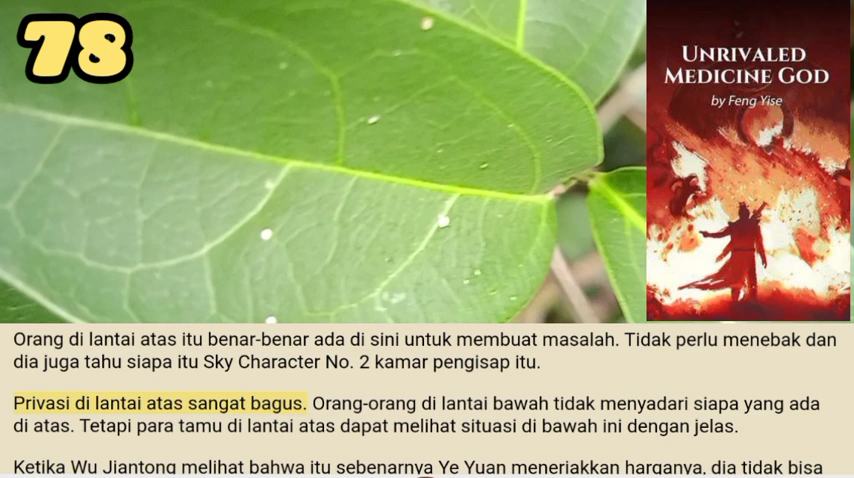 78
UNRIVALED
MEDICINE GOD
by Feng Yise
Orang di lantai atas itu benar-benar ada di sini untuk membuat masalah. Tidak perlu menebak dan
dia juga tahu siapa itu Sky Character No. 2 kamar pengisap itu.
Privasi di lantai atas sangat bagus. Orang-orang di lantai bawah tidak menyadari siapa yang ada
di atas. Tetapi para tamu di lantai atas dapat melihat situasi di bawah ini dengan jelas.
Ketika Wu Jiantong melihat bahwa itu sebenarnya Ye Yuan meneriakkan harganya, dia tidak bisa